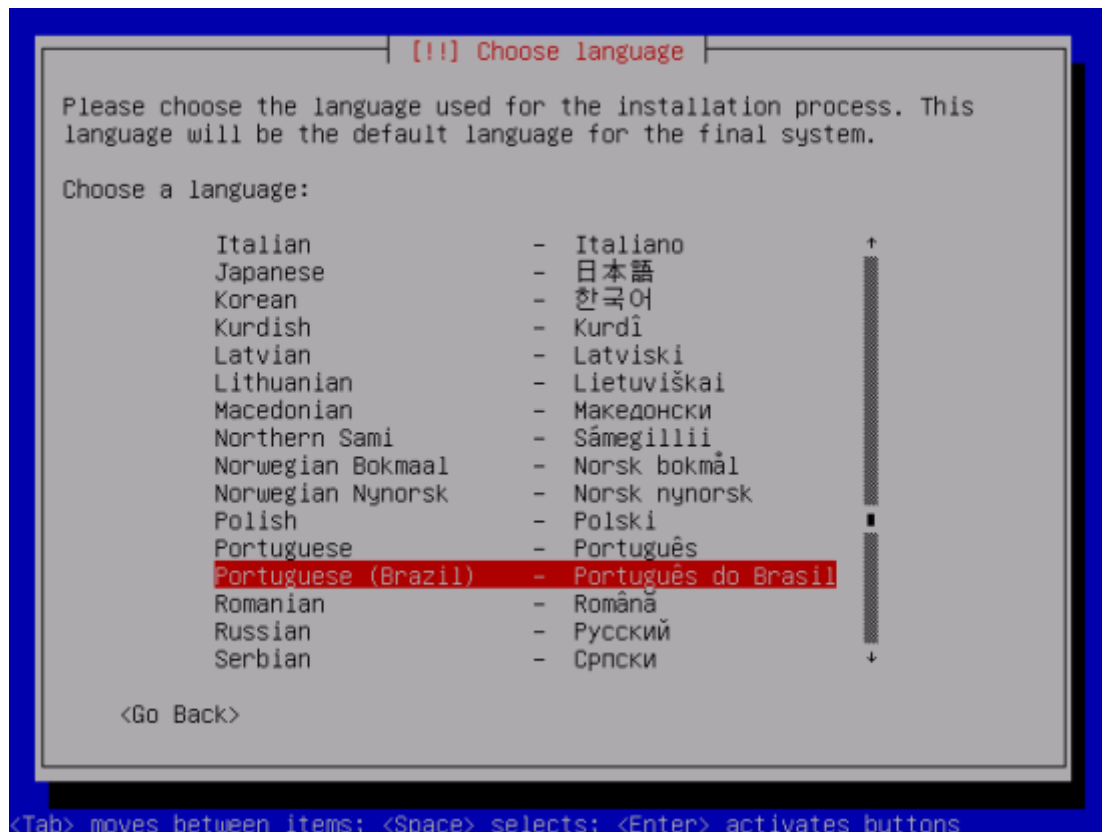 [!!] Choose language
Please choose the language used for the installation process. This
language will be the default language for the final system.
Choose a language:
Italian - Italiano
Japanese - 日本語
Korean - 한국어
Kurdish - Kurdî
Latvian - Latviski
Lithuanian - Lietuviškai
Macedonian - Македонски
Northern Sami - Sámegillii
Norwegian Bokmaal - Norsk bokmål
Norwegian Nynorsk - Norsk nynorsk
Polish - Polski
Portuguese - Português
Portuguese (Brazil) - Português do Brasil
Romanian - Română
Russian - Русский
Serbian - Српски
<Go Back>
<Tab> moves between items; <Space> selects; <Enter> activates buttons